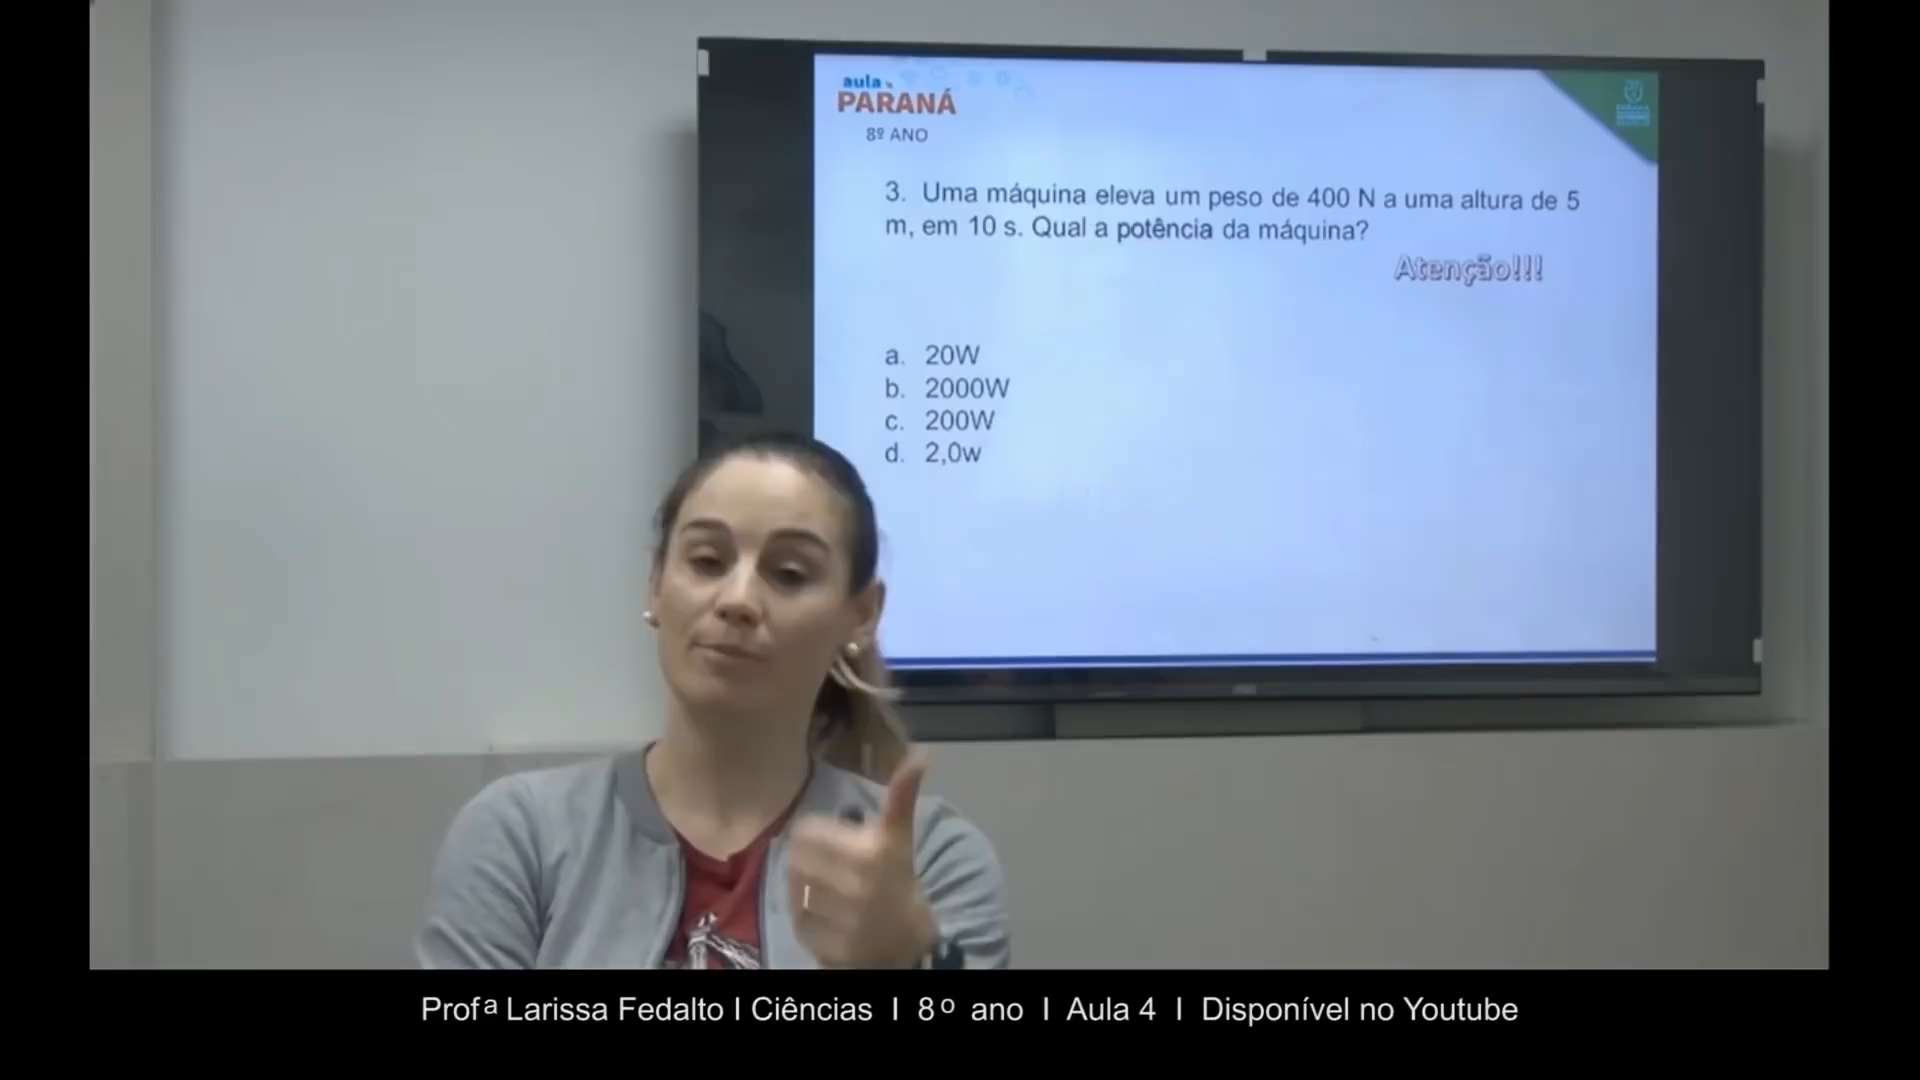 aula
PARANÁ
8º ANO
3. Uma máquina eleva um peso de 400 N a uma altura de 5
m, em 10 s. Qual a potência da máquina?
Atenção!!!
a. 20W
b. 2000W
c. 200W
d. 2,0w
Profª Larissa Fedalto I Ciências I 8º ano I Aula 4 I Disponível no Youtube